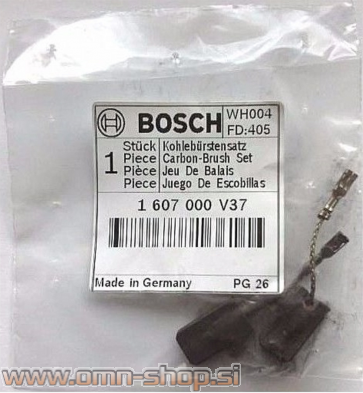 BOSCH
WH004
FD:405
1
Stück Kohlebürstensatz
Piece Carbon-Brush Set
Pièce Jeu De Balais
Piece Juego De Escobillas
1 607 000 V37
Made in Germany PG 26
www.omn-shop.si